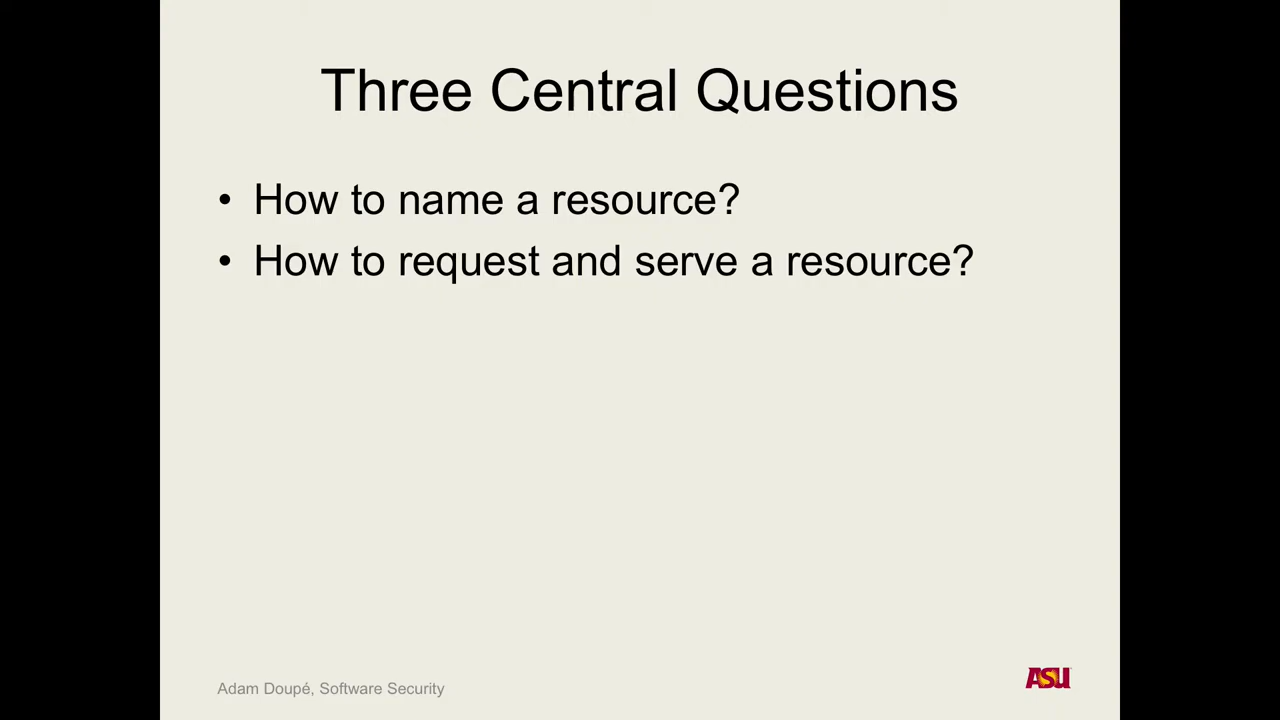 Three Central Questions
• How to name a resource?
• How to request and serve a resource?
Adam Doupé, Software Security
ASU